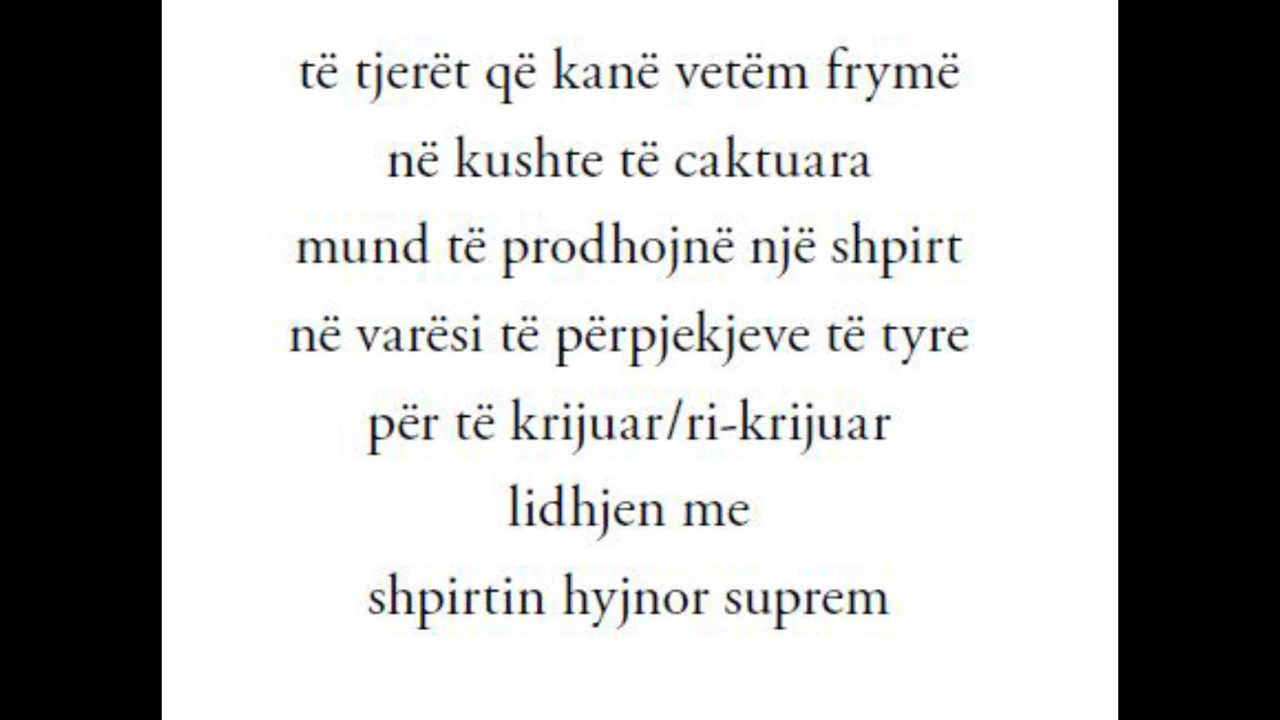 të tjerët që kanë vetëm frymë
në kushte të caktuara
mund të prodhojnë një shpirt
në varësi të përpjekjeve të tyre
për të krijuar/ri-krijuar
lidhjen me
shpirtin hyjnor suprem